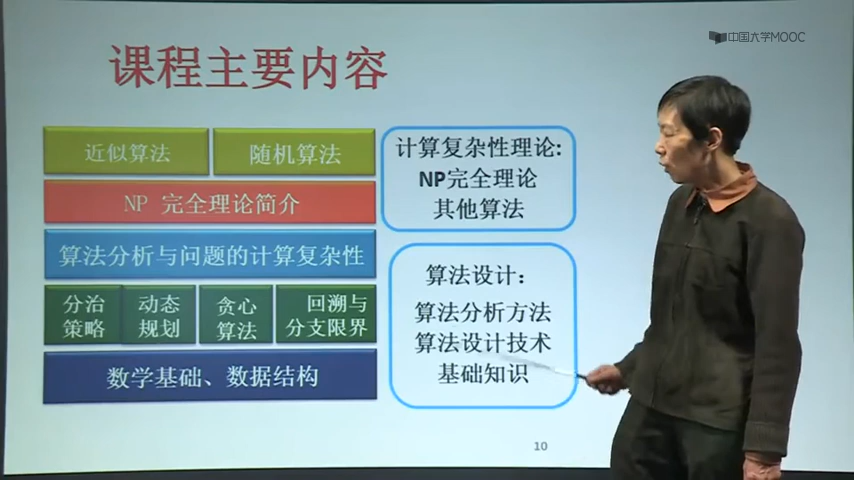 中国大学MOOC
课程主要内容
近似算法
随机算法
NP 完全理论简介
算法分析与问题的计算复杂性
分治
策略
动态
规划
贪心
算法
回溯与
分支限界
数学基础、数据结构
计算复杂性理论:
NP完全理论
其他算法
算法设计：
算法分析方法
算法设计技术
基础知识
10